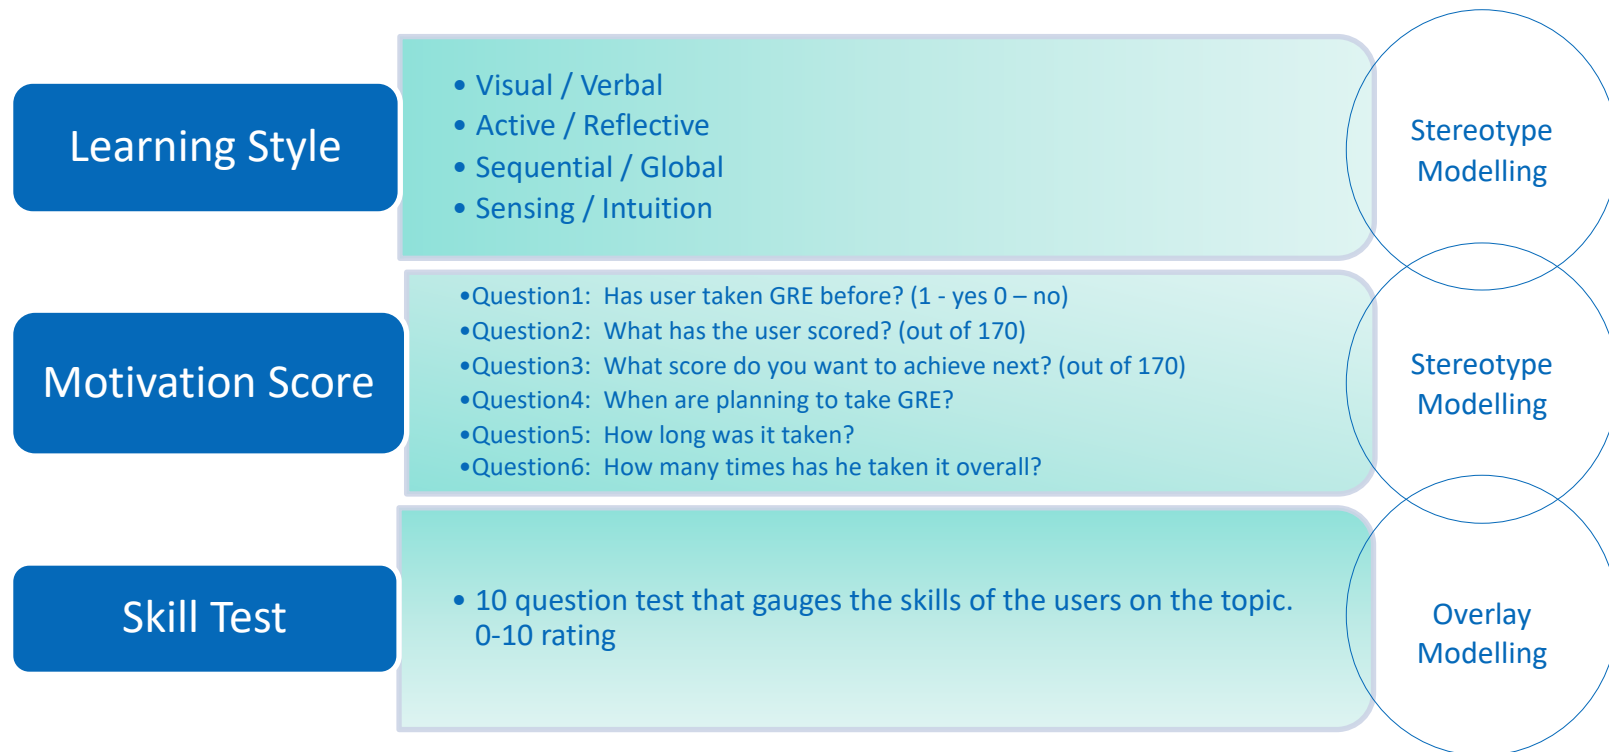 Learning Style
• Visual / Verbal
• Active / Reflective
• Sequential / Global
• Sensing / Intuition
Stereotype
Modelling
Motivation Score
•Question1: Has user taken GRE before? (1 - yes 0 – no)
•Question2: What has the user scored? (out of 170)
•Question3: What score do you want to achieve next? (out of 170)
•Question4: When are planning to take GRE?
•Question5: How long was it taken?
•Question6: How many times has he taken it overall?
Stereotype
Modelling
Skill Test
• 10 question test that gauges the skills of the users on the topic.
0-10 rating
Overlay
Modelling